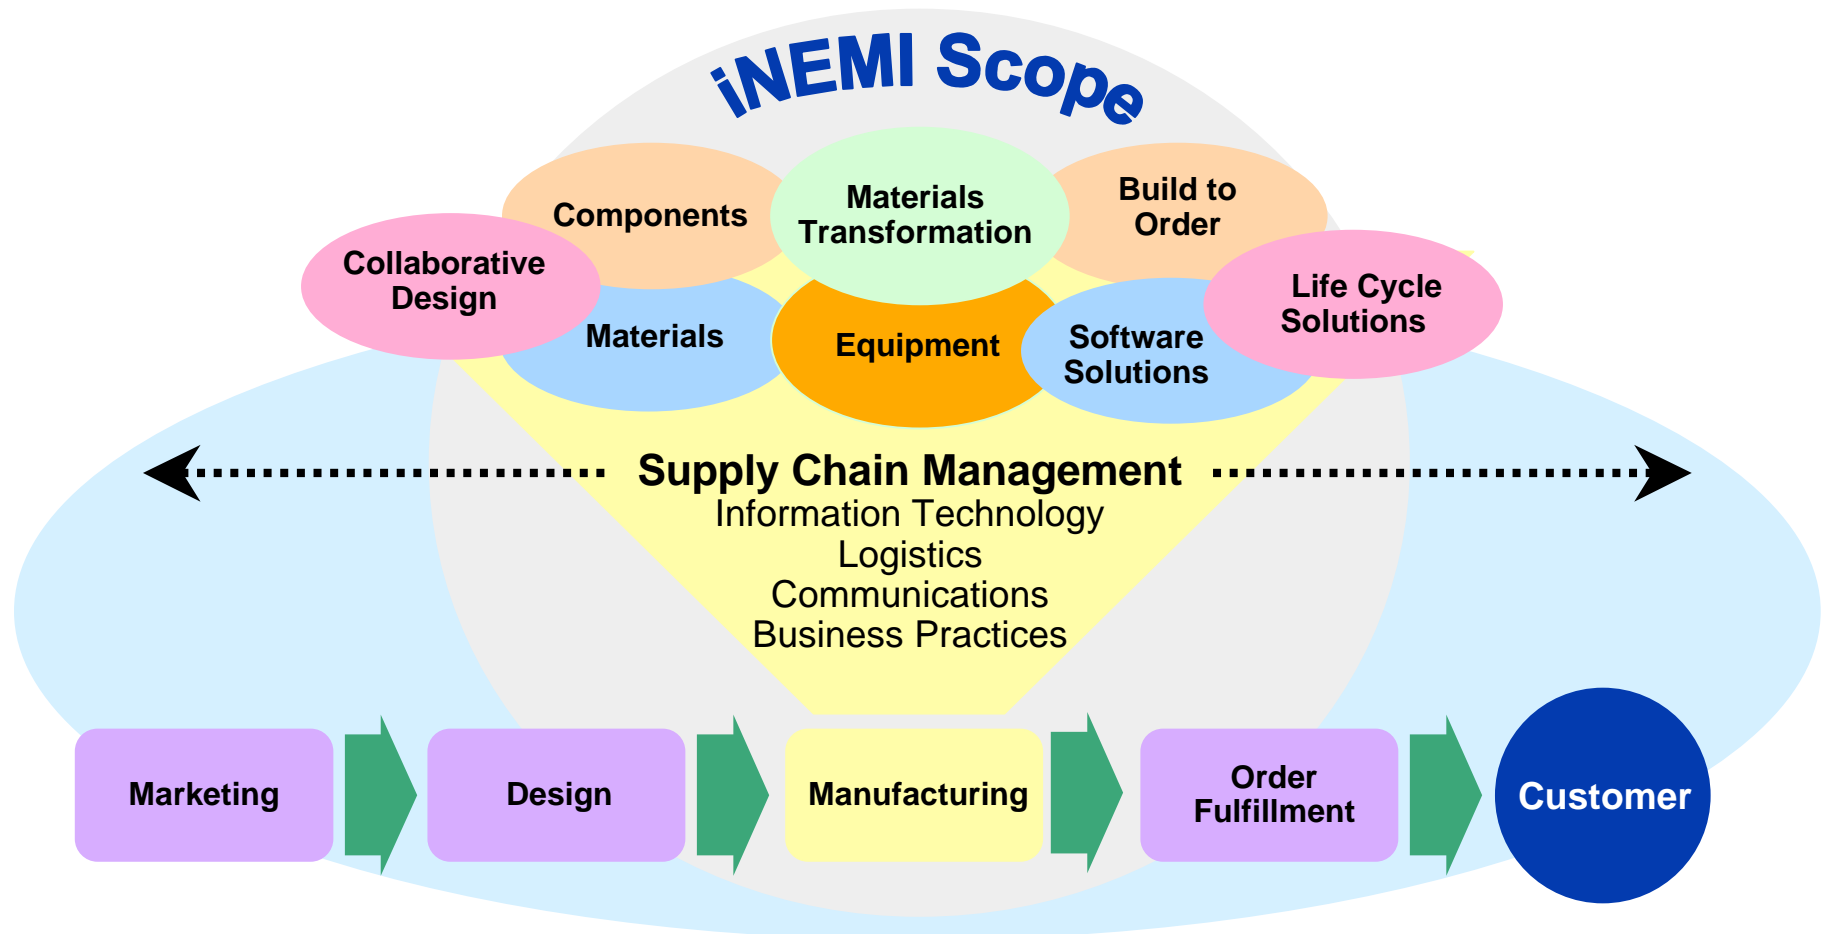 iNEMI Scope
Components
Materials
Transformation
Build to
Order
Collaborative
Design
Life Cycle
Solutions
Materials
Equipment
Software
Solutions
Supply Chain Management
Information Technology
Logistics
Communications
Business Practices
Marketing
Design
Manufacturing
Order
Fulfillment
Customer